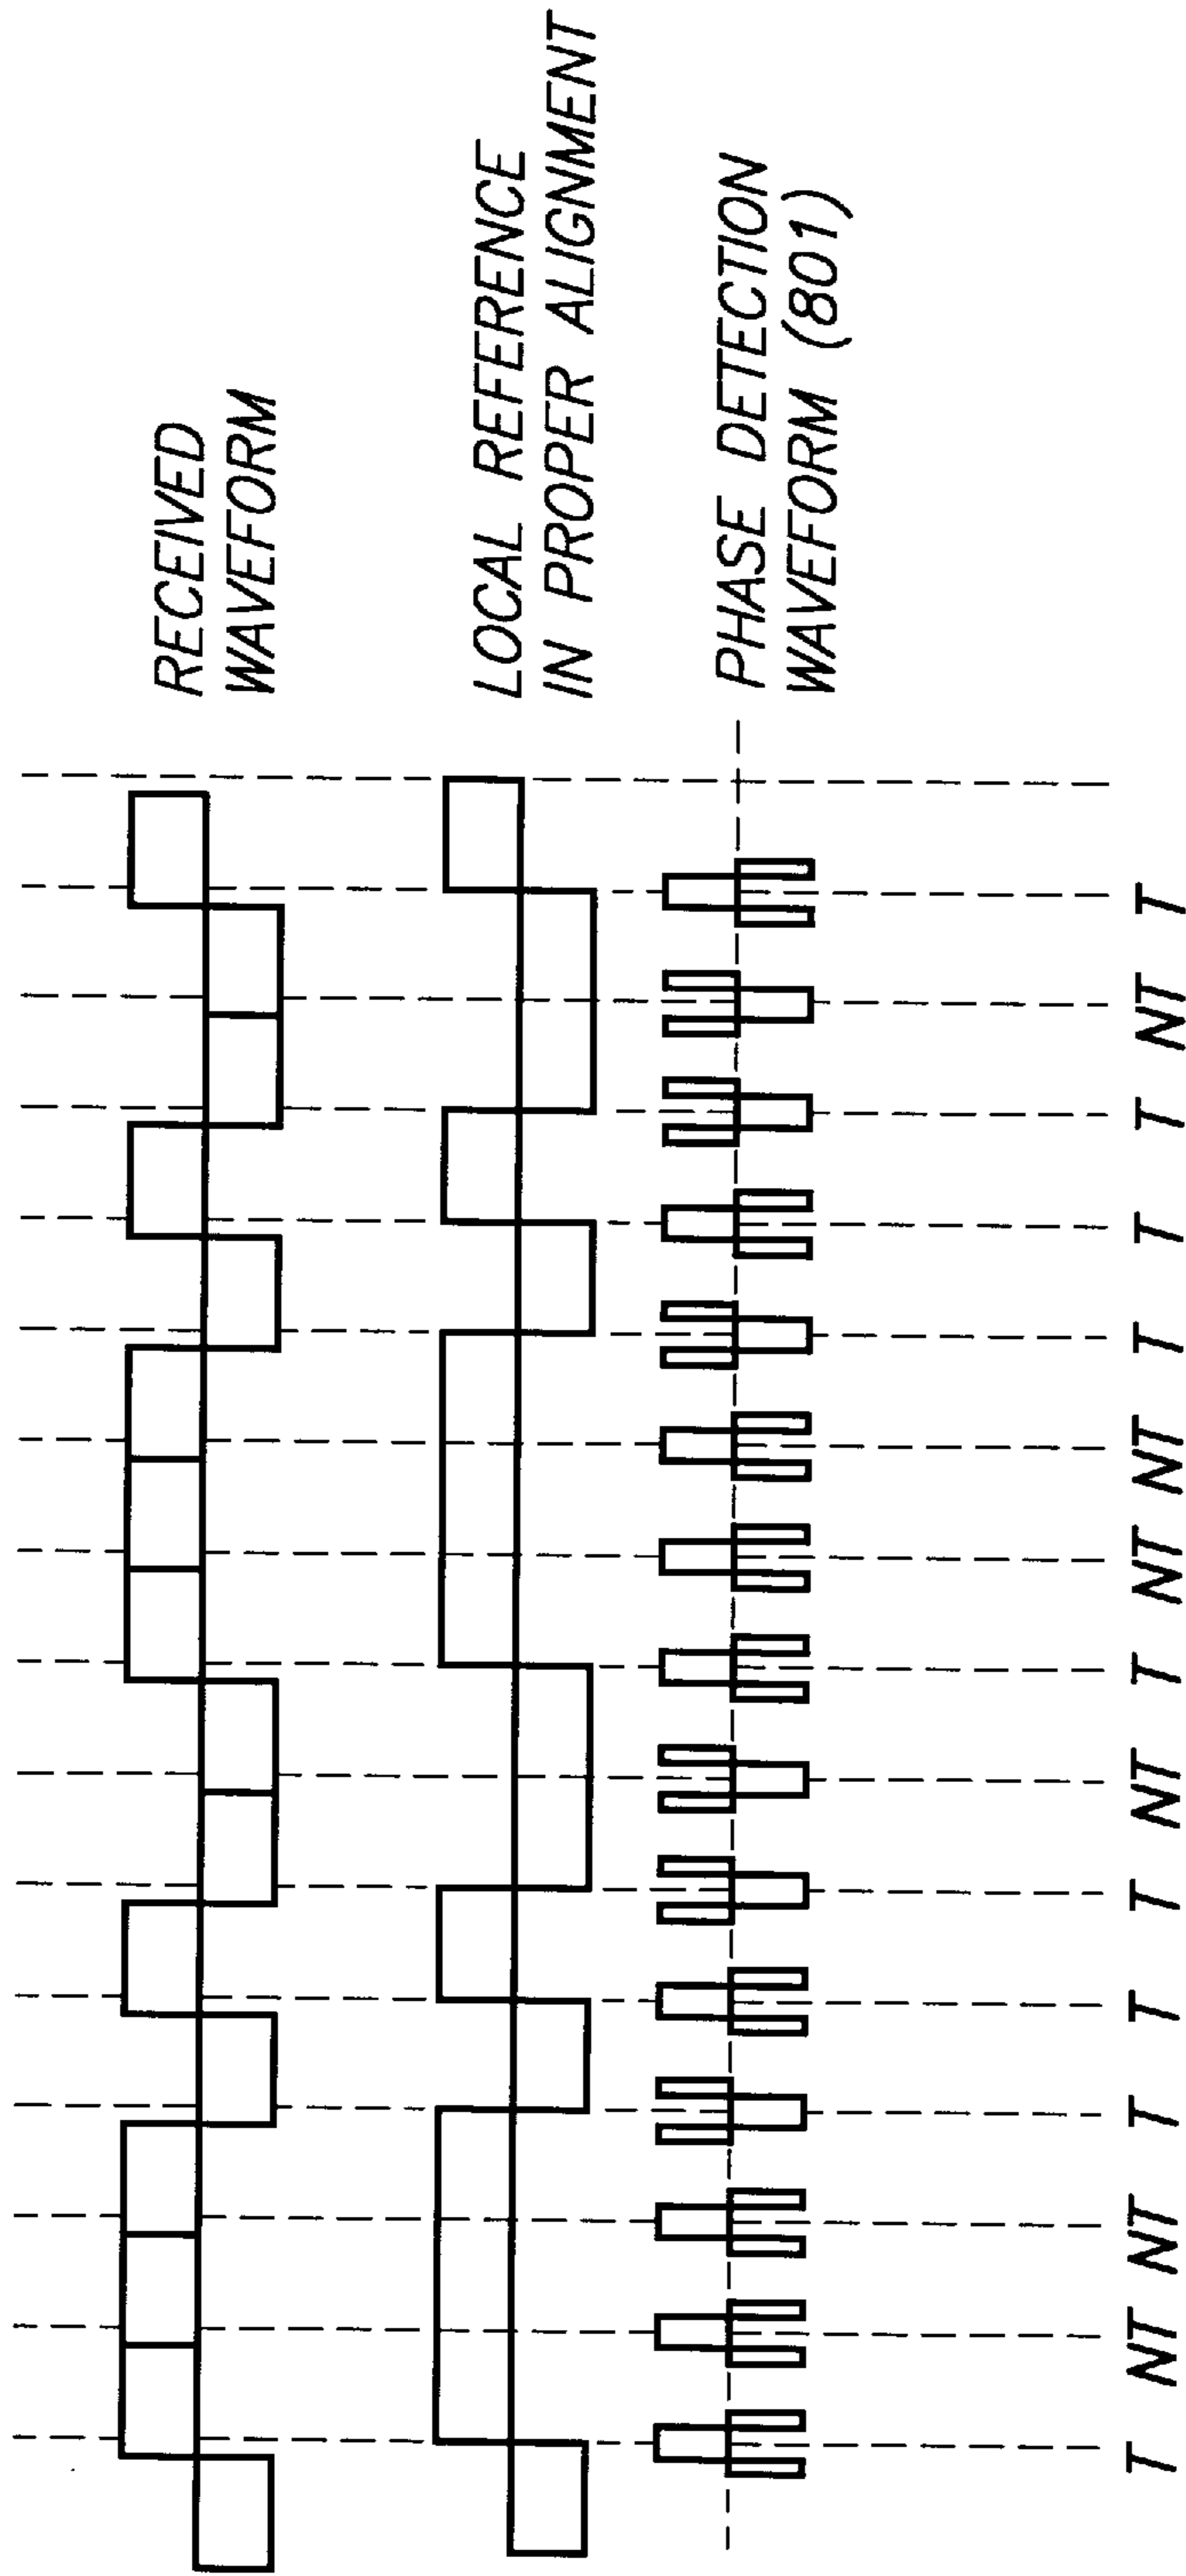 RECEIVED
WAVEFORM
LOCAL REFERENCE
IN PROPER ALIGNMENT
PHASE DETECTION
WAVEFORM (801)
T NT NT T T T NT T NT NT T T T NT T